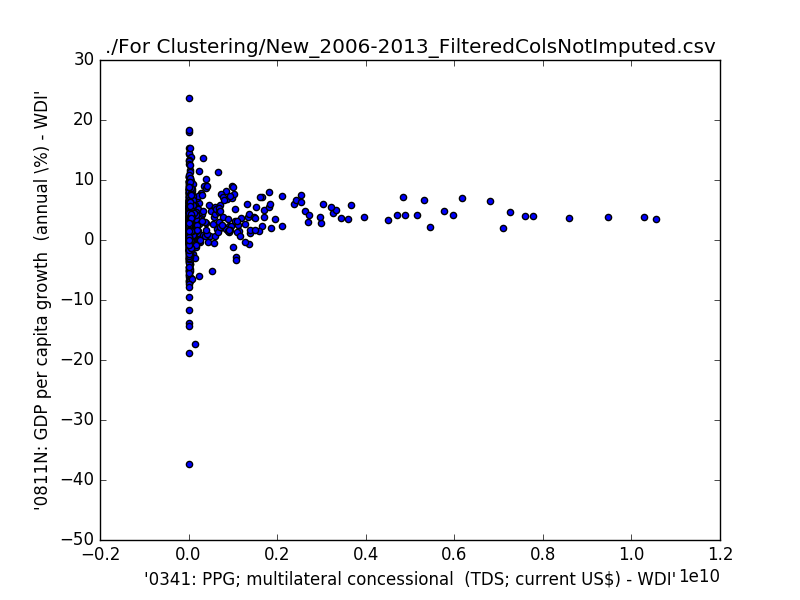 ./For Clustering/New_2006-2013_FilteredColsNotImputed.csv
30
20
10
0
−10
−20
−30
−40
−50
'0811N: GDP per capita growth  (annual \%) - WDI'
−0.2 0.0 0.2 0.4 0.6 0.8 1.0 1.2
1e10
'0341: PPG; multilateral concessional  (TDS; current US$) - WDI'